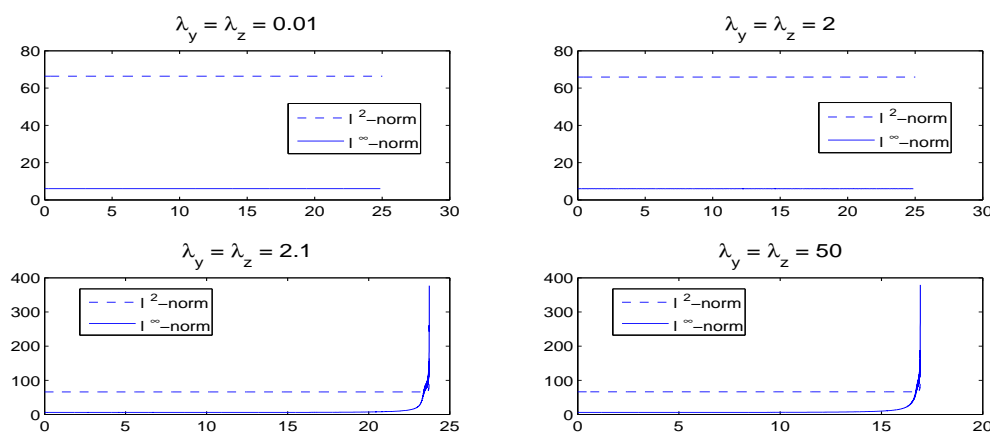 λy = λz = 0.01
80
60
40
20
0
0 5 10 15 20 25 30
l 2−norm
l ∞−norm
λy = λz = 2
80
60
40
20
0
0 5 10 15 20 25 30
l 2−norm
l ∞−norm
λy = λz = 2.1
400
300
200
100
0
0 5 10 15 20 25
l 2−norm
l ∞−norm
λy = λz = 50
400
300
200
100
0
0 5 10 15 20
l 2−norm
l ∞−norm